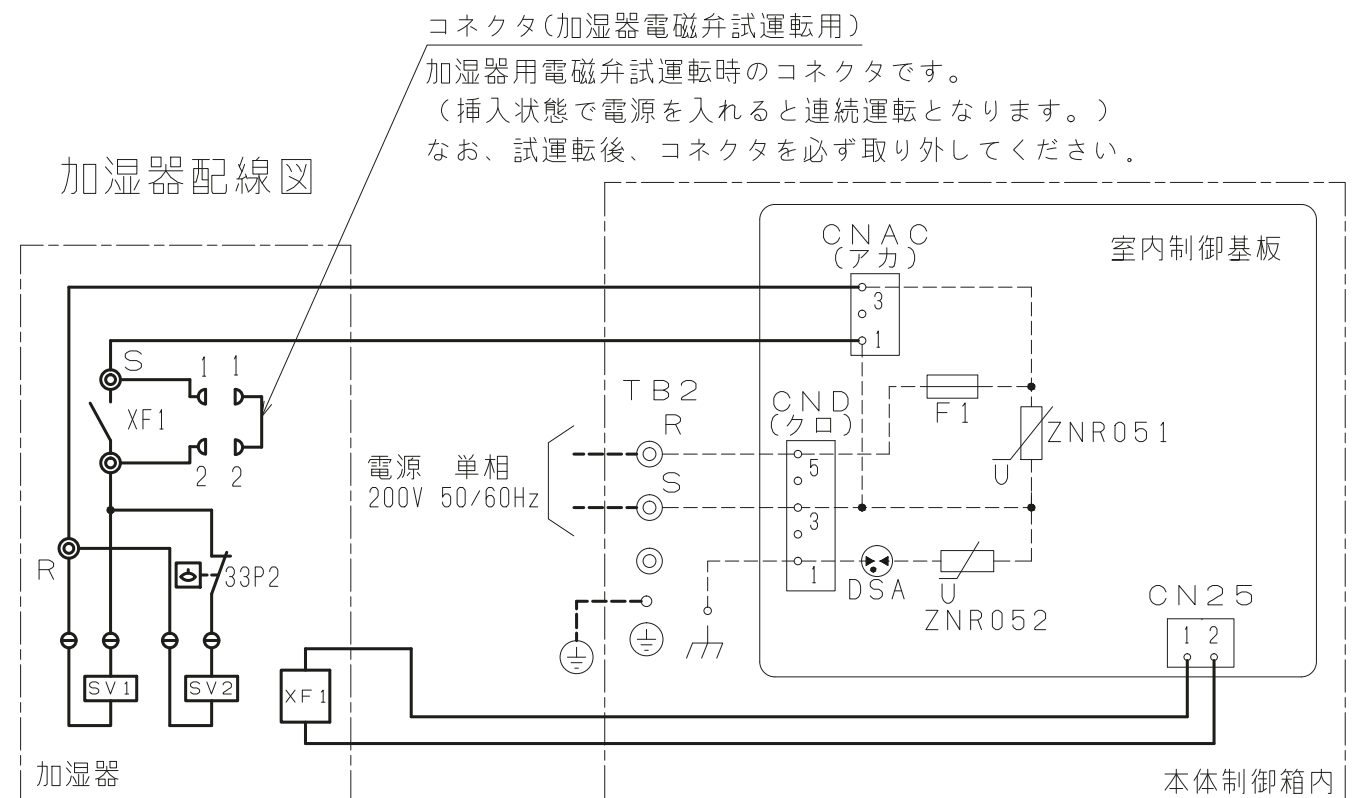 コネクタ(加湿器電磁弁試運転用)
加湿器用電磁弁試運転時のコネクタです。
(挿入状態で電源を入れると連続運転となります。)
なお、試運転後、コネクタを必ず取り外してください。
加湿器配線図
CNAC
(アカ)
室内制御基板
3
1
S
1 1
XF1
2 2
TB2
R
S
電源 単相
200V 50/60Hz
CND
(クロ)
5
3
1
F1
ZNR051
U
DSA
U
ZNR052
R
33P2
CN25
1 2
SV1
SV2
XF1
加湿器
本体制御箱内